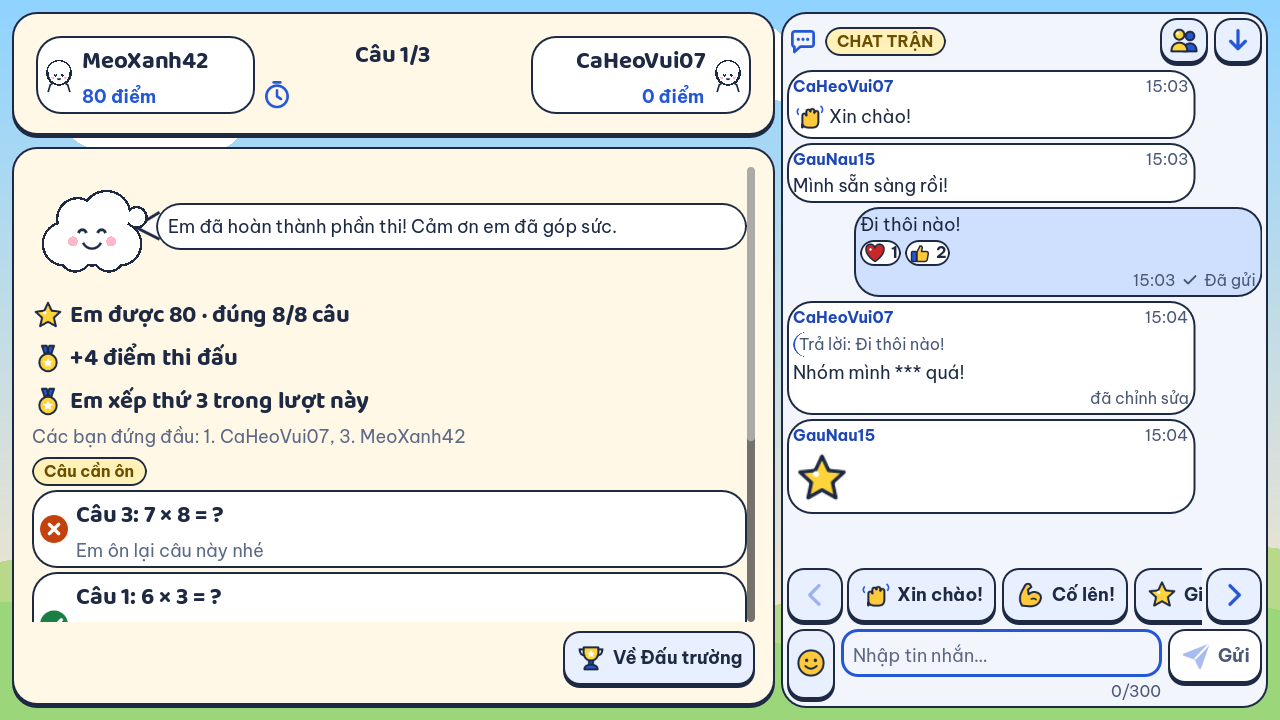 MeoXanh42
80 điểm
Câu 1/3
CaHeoVui07
0 điểm
Em đã hoàn thành phần thi! Cảm ơn em đã góp sức.
Em được 80 · đúng 8/8 câu
+4 điểm thi đấu
Em xếp thứ 3 trong lượt này
Các bạn đứng đầu: 1. CaHeoVui07, 3. MeoXanh42
Câu cần ôn
Câu 3: 7 × 8 = ?
Em ôn lại câu này nhé
Câu 1: 6 × 3 = ?
Về Đấu trường
CHAT TRẬN
CaHeoVui07 15:03
Xin chào!
GauNau15 15:03
Mình sẵn sàng rồi!
Đi thôi nào!
1 2
15:03 Đã gửi
CaHeoVui07 15:04
Trả lời: Đi thôi nào!
Nhóm mình *** quá!
đã chỉnh sửa
GauNau15 15:04
Xin chào! Cố lên! Gi
Nhập tin nhắn... Gửi
0/300